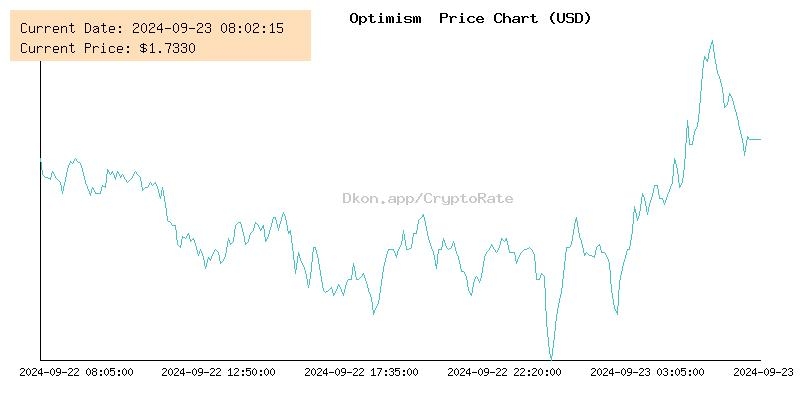 Optimism  Price Chart (USD)
Current Date: 2024-09-23 08:02:15
Current Price: $1.7330
Dkon.app/CryptoRate
2024-09-22 08:05:00 2024-09-22 12:50:00 2024-09-22 17:35:00 2024-09-22 22:20:00 2024-09-23 03:05:00 2024-09-23